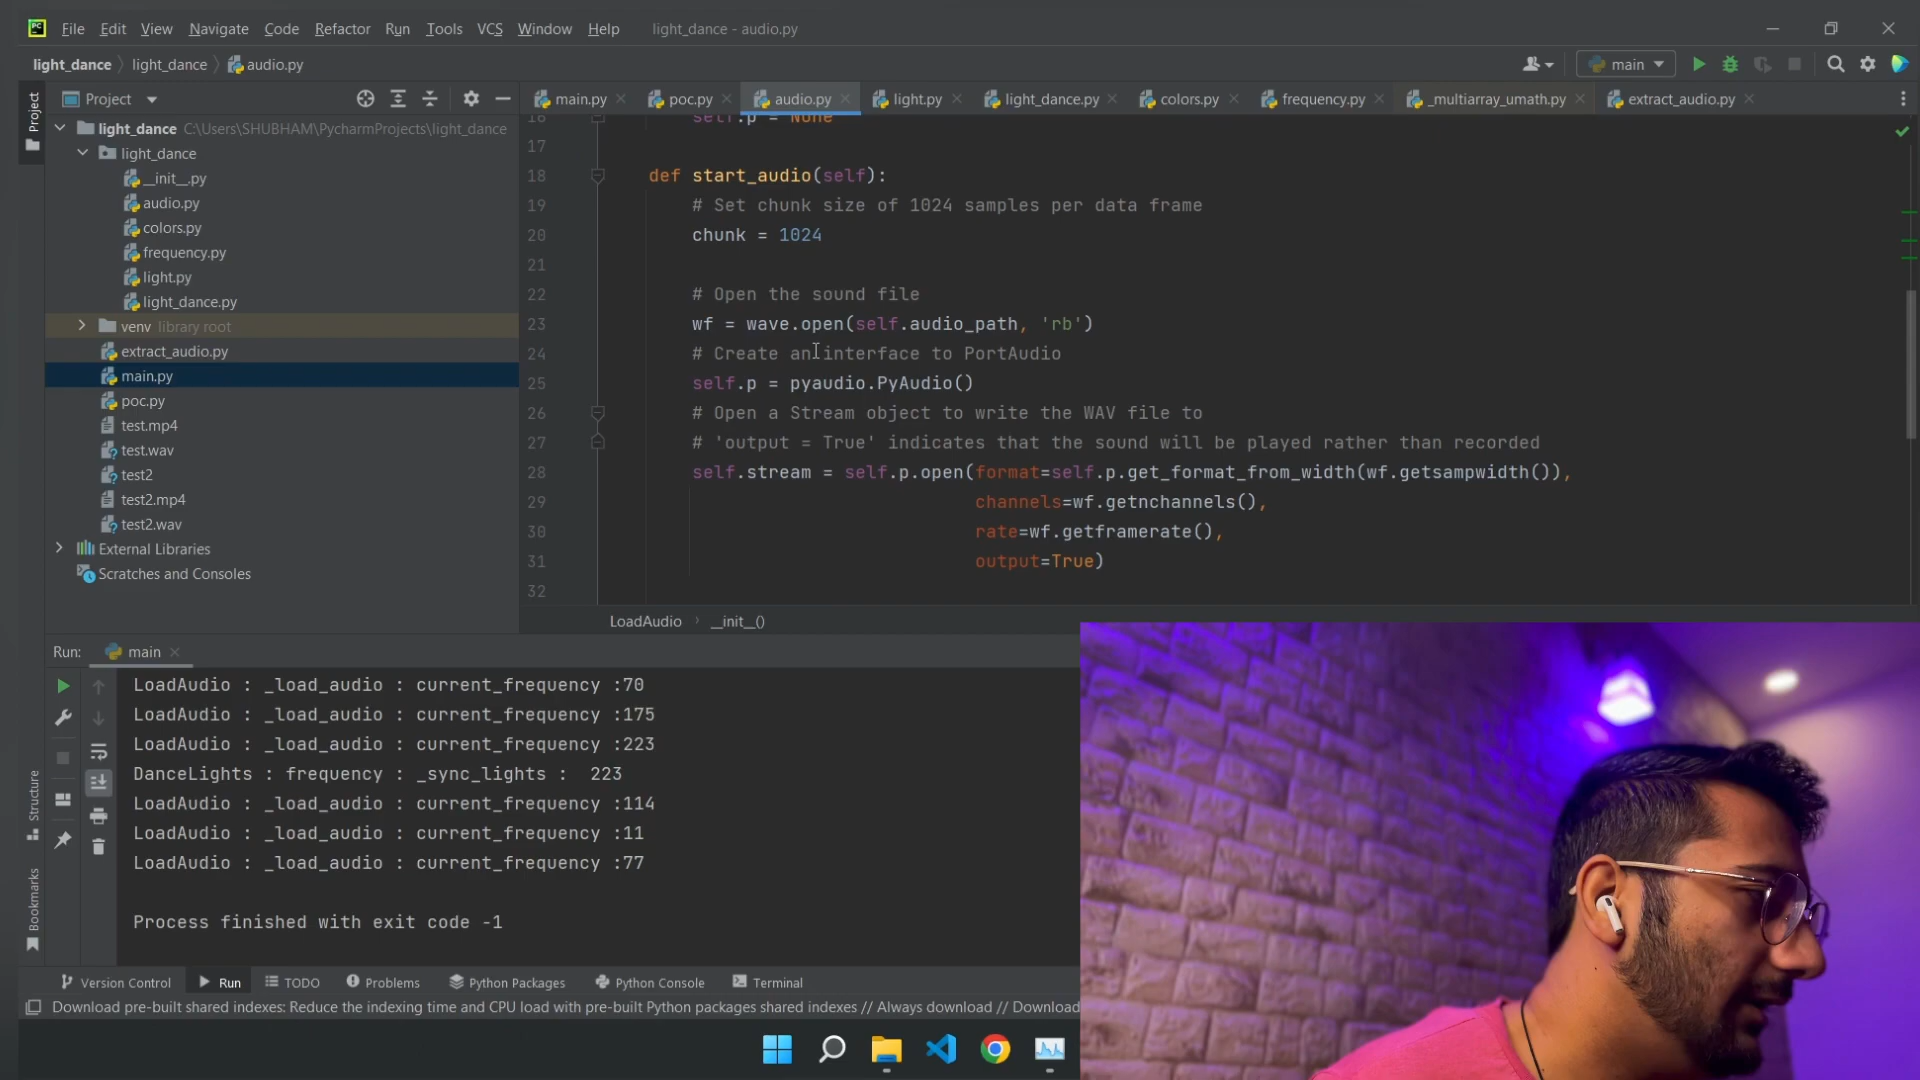 PC File Edit View Navigate Code Refactor Run Tools VCS Window Help light_dance - audio.py
light_dance light_dance audio.py main
Project
main.py poc.py audio.py light.py light_dance.py colors.py frequency.py _multiarray_umath.py extract_audio.py
Project
light_dance C:\Users\SHUBHAM\PycharmProjects\light_dance
light_dance
__init__.py
audio.py
colors.py
frequency.py
light.py
light_dance.py
venv library root
extract_audio.py
main.py
poc.py
test.mp4
test.wav
test2
test2.mp4
test2.wav
External Libraries
Scratches and Consoles
16 self.p = None
17
18 def start_audio(self):
19 # Set chunk size of 1024 samples per data frame
20 chunk = 1024
21
22 # Open the sound file
23 wf = wave.open(self.audio_path, 'rb')
24 # Create an interface to PortAudio
25 self.p = pyaudio.PyAudio()
26 # Open a Stream object to write the WAV file to
27 # 'output = True' indicates that the sound will be played rather than recorded
28 self.stream = self.p.open(format=self.p.get_format_from_width(wf.getsampwidth()),
29 channels=wf.getnchannels(),
30 rate=wf.getframerate(),
31 output=True)
32
LoadAudio __init__()
Run: main
LoadAudio : _load_audio : current_frequency :70
LoadAudio : _load_audio : current_frequency :175
LoadAudio : _load_audio : current_frequency :223
DanceLights : frequency : _sync_lights : 223
LoadAudio : _load_audio : current_frequency :114
LoadAudio : _load_audio : current_frequency :11
LoadAudio : _load_audio : current_frequency :77
Process finished with exit code -1
Structure
Bookmarks
Version Control Run TODO Problems Python Packages Python Console Terminal
Download pre-built shared indexes: Reduce the indexing time and CPU load with pre-built Python packages shared indexes // Always download // Download